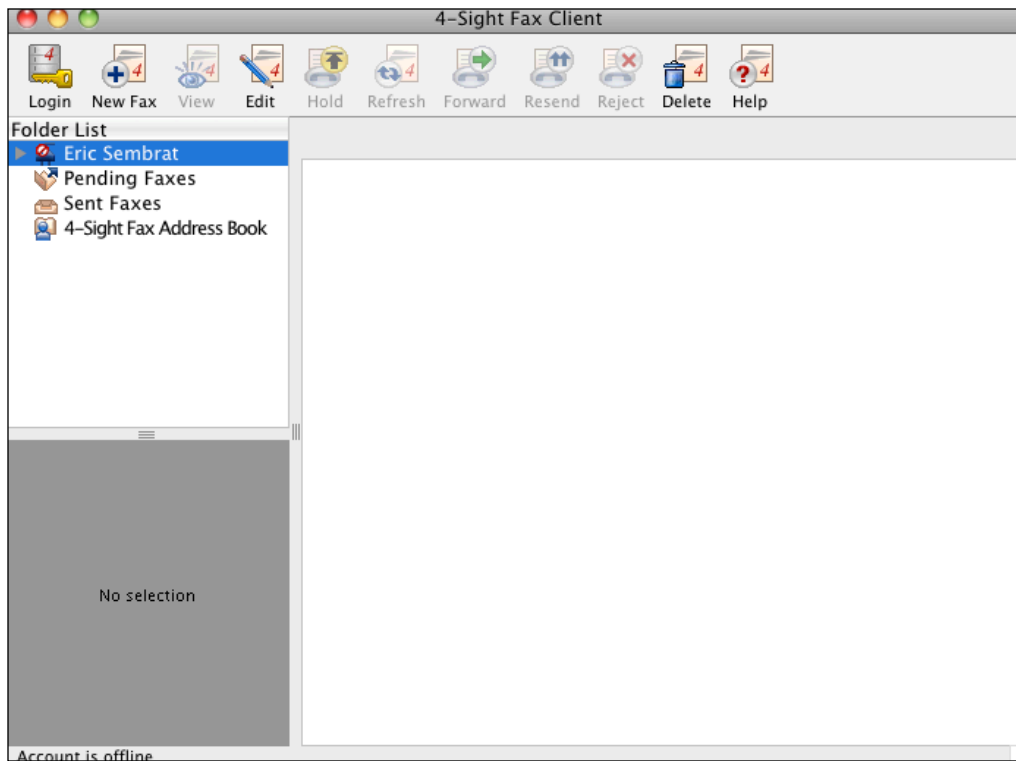 4-Sight Fax Client
Login New Fax View Edit Hold Refresh Forward Resend Reject Delete Help
Folder List
Eric Sembrat
Pending Faxes
Sent Faxes
4-Sight Fax Address Book
No selection
Account is offline